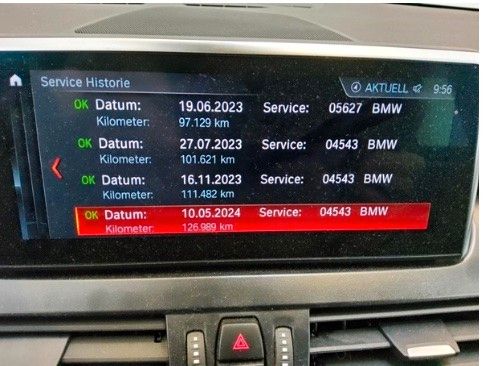 Service Historie AKTUELL 9:56
OK Datum: 19.06.2023 Service: 05627 BMW
Kilometer: 97.129 km
OK Datum: 27.07.2023 Service: 04543 BMW
Kilometer: 101.621 km
OK Datum: 16.11.2023 Service: 04543 BMW
Kilometer: 111.482 km
OK Datum: 10.05.2024 Service: 04543 BMW
Kilometer: 126.989 km